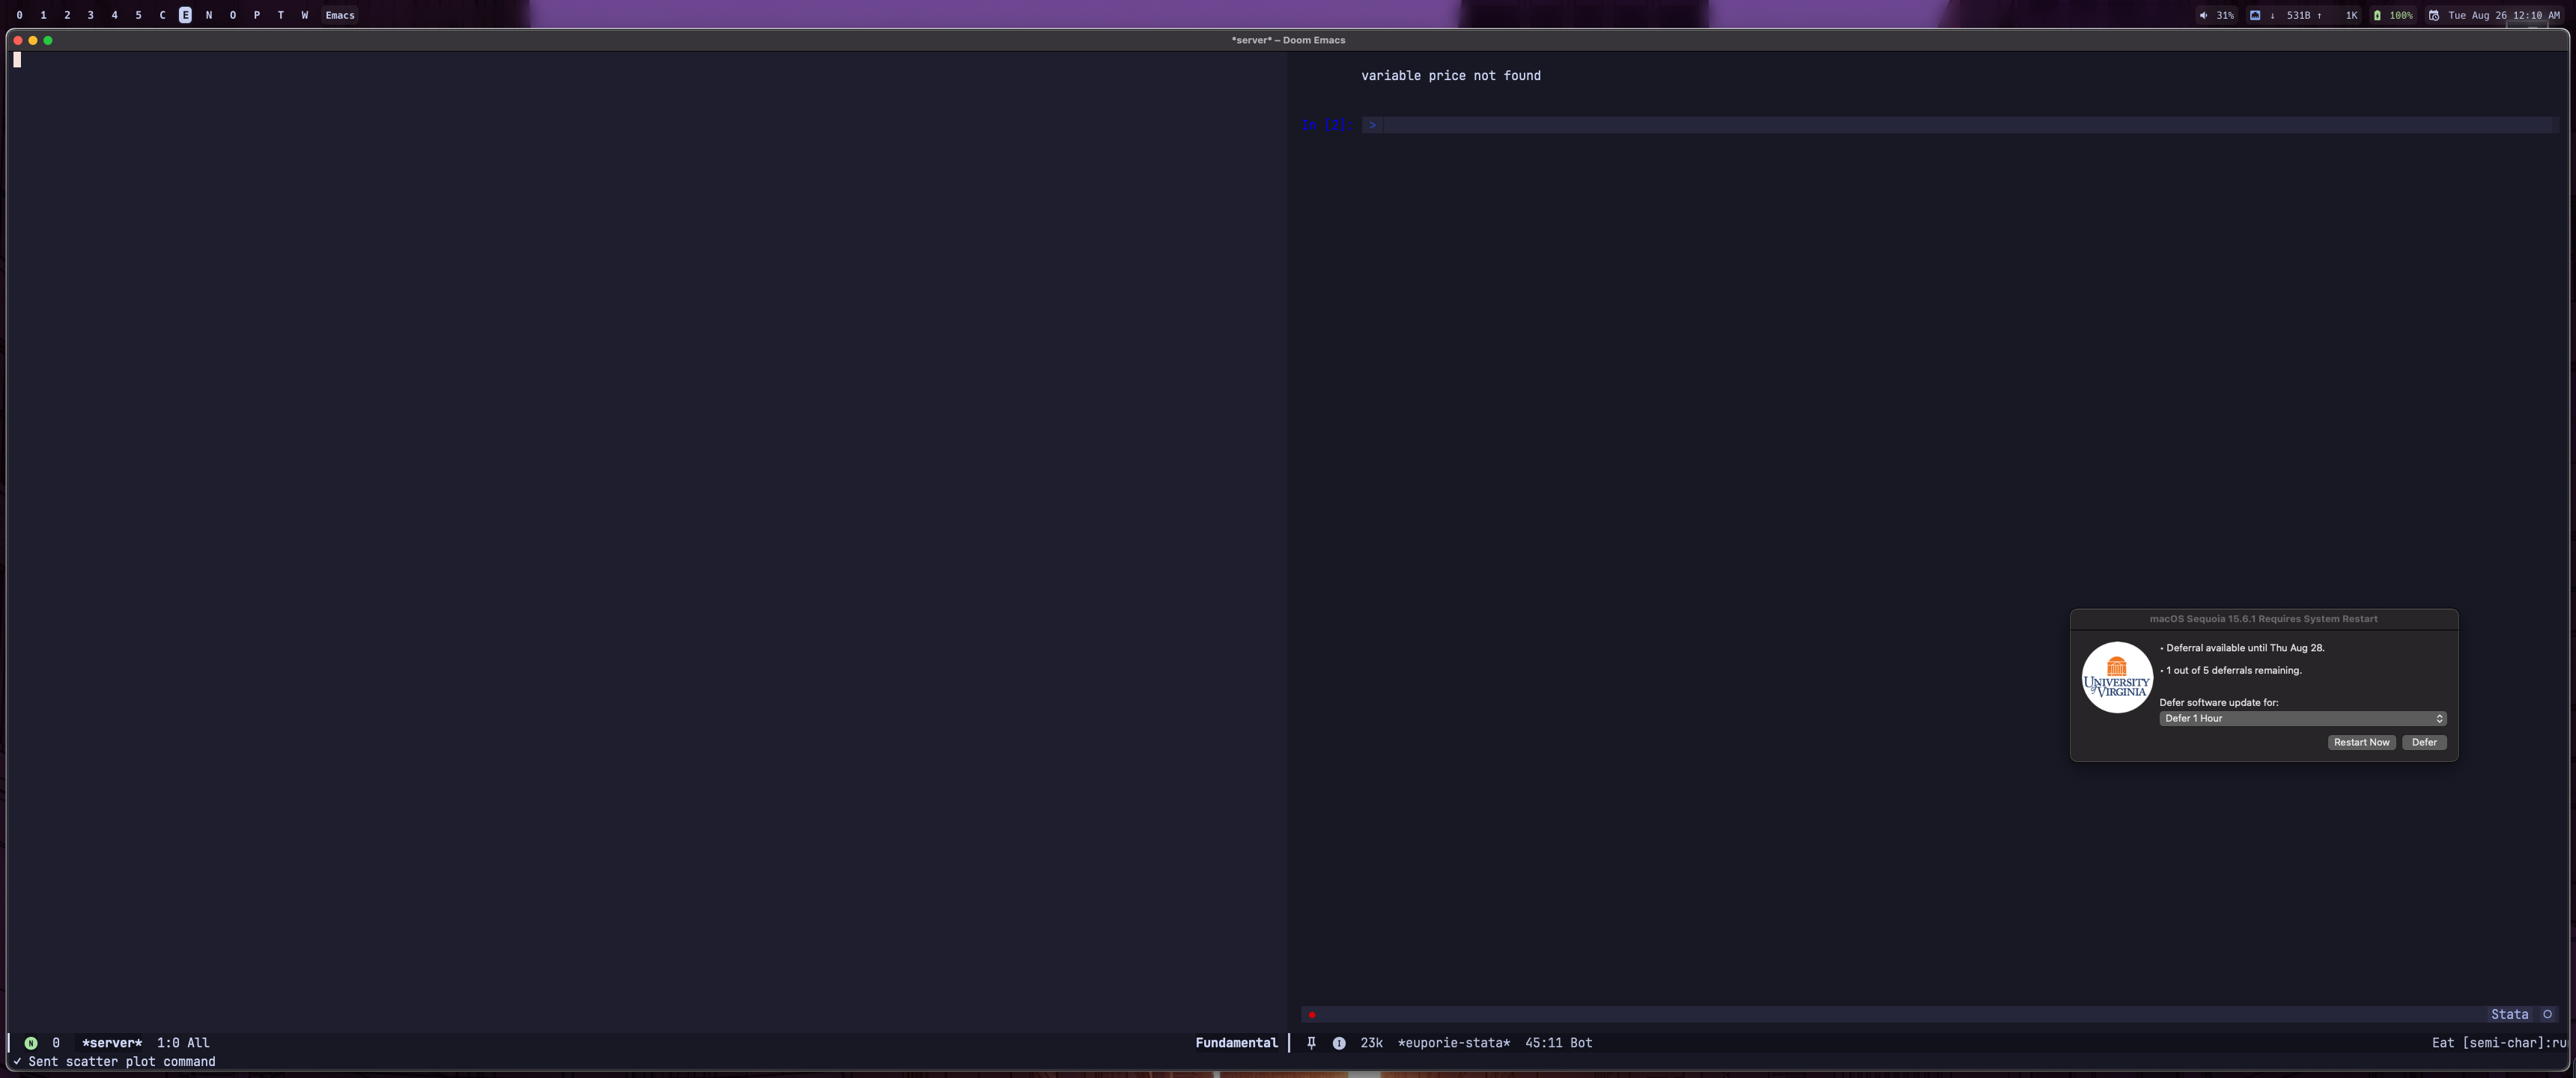 0 1 2 3 4 5 C E N O P T W Emacs
31% ↓ 531B ↑ 1K 100% Tue Aug 26 12:10 AM
*server* – Doom Emacs
variable price not found
In [2]: >
macOS Sequoia 15.6.1 Requires System Restart
• Deferral available until Thu Aug 28.
• 1 out of 5 deferrals remaining.
UNIVERSITY
of VIRGINIA
Defer software update for:
Defer 1 Hour
Restart Now Defer
Stata
N 0 *server* 1:0 All Fundamental
I 23k *euporie-stata* 45:11 Bot Eat [semi-char]:ru
✓ Sent scatter plot command